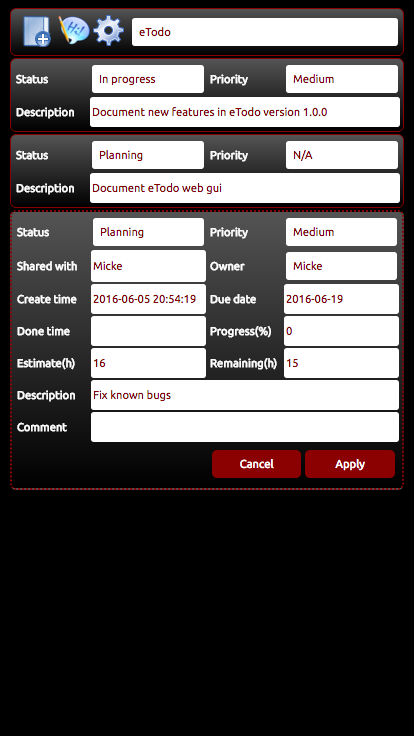 eTodo
Status In progress Priority Medium
Description Document new features in eTodo version 1.0.0
Status Planning Priority N/A
Description Document eTodo web gui
Status Planning Priority Medium
Shared with Micke Owner Micke
Create time 2016-06-05 20:54:19 Due date 2016-06-19
Done time Progress(%) 0
Estimate(h) 16 Remaining(h) 15
Description Fix known bugs
Comment
Cancel Apply